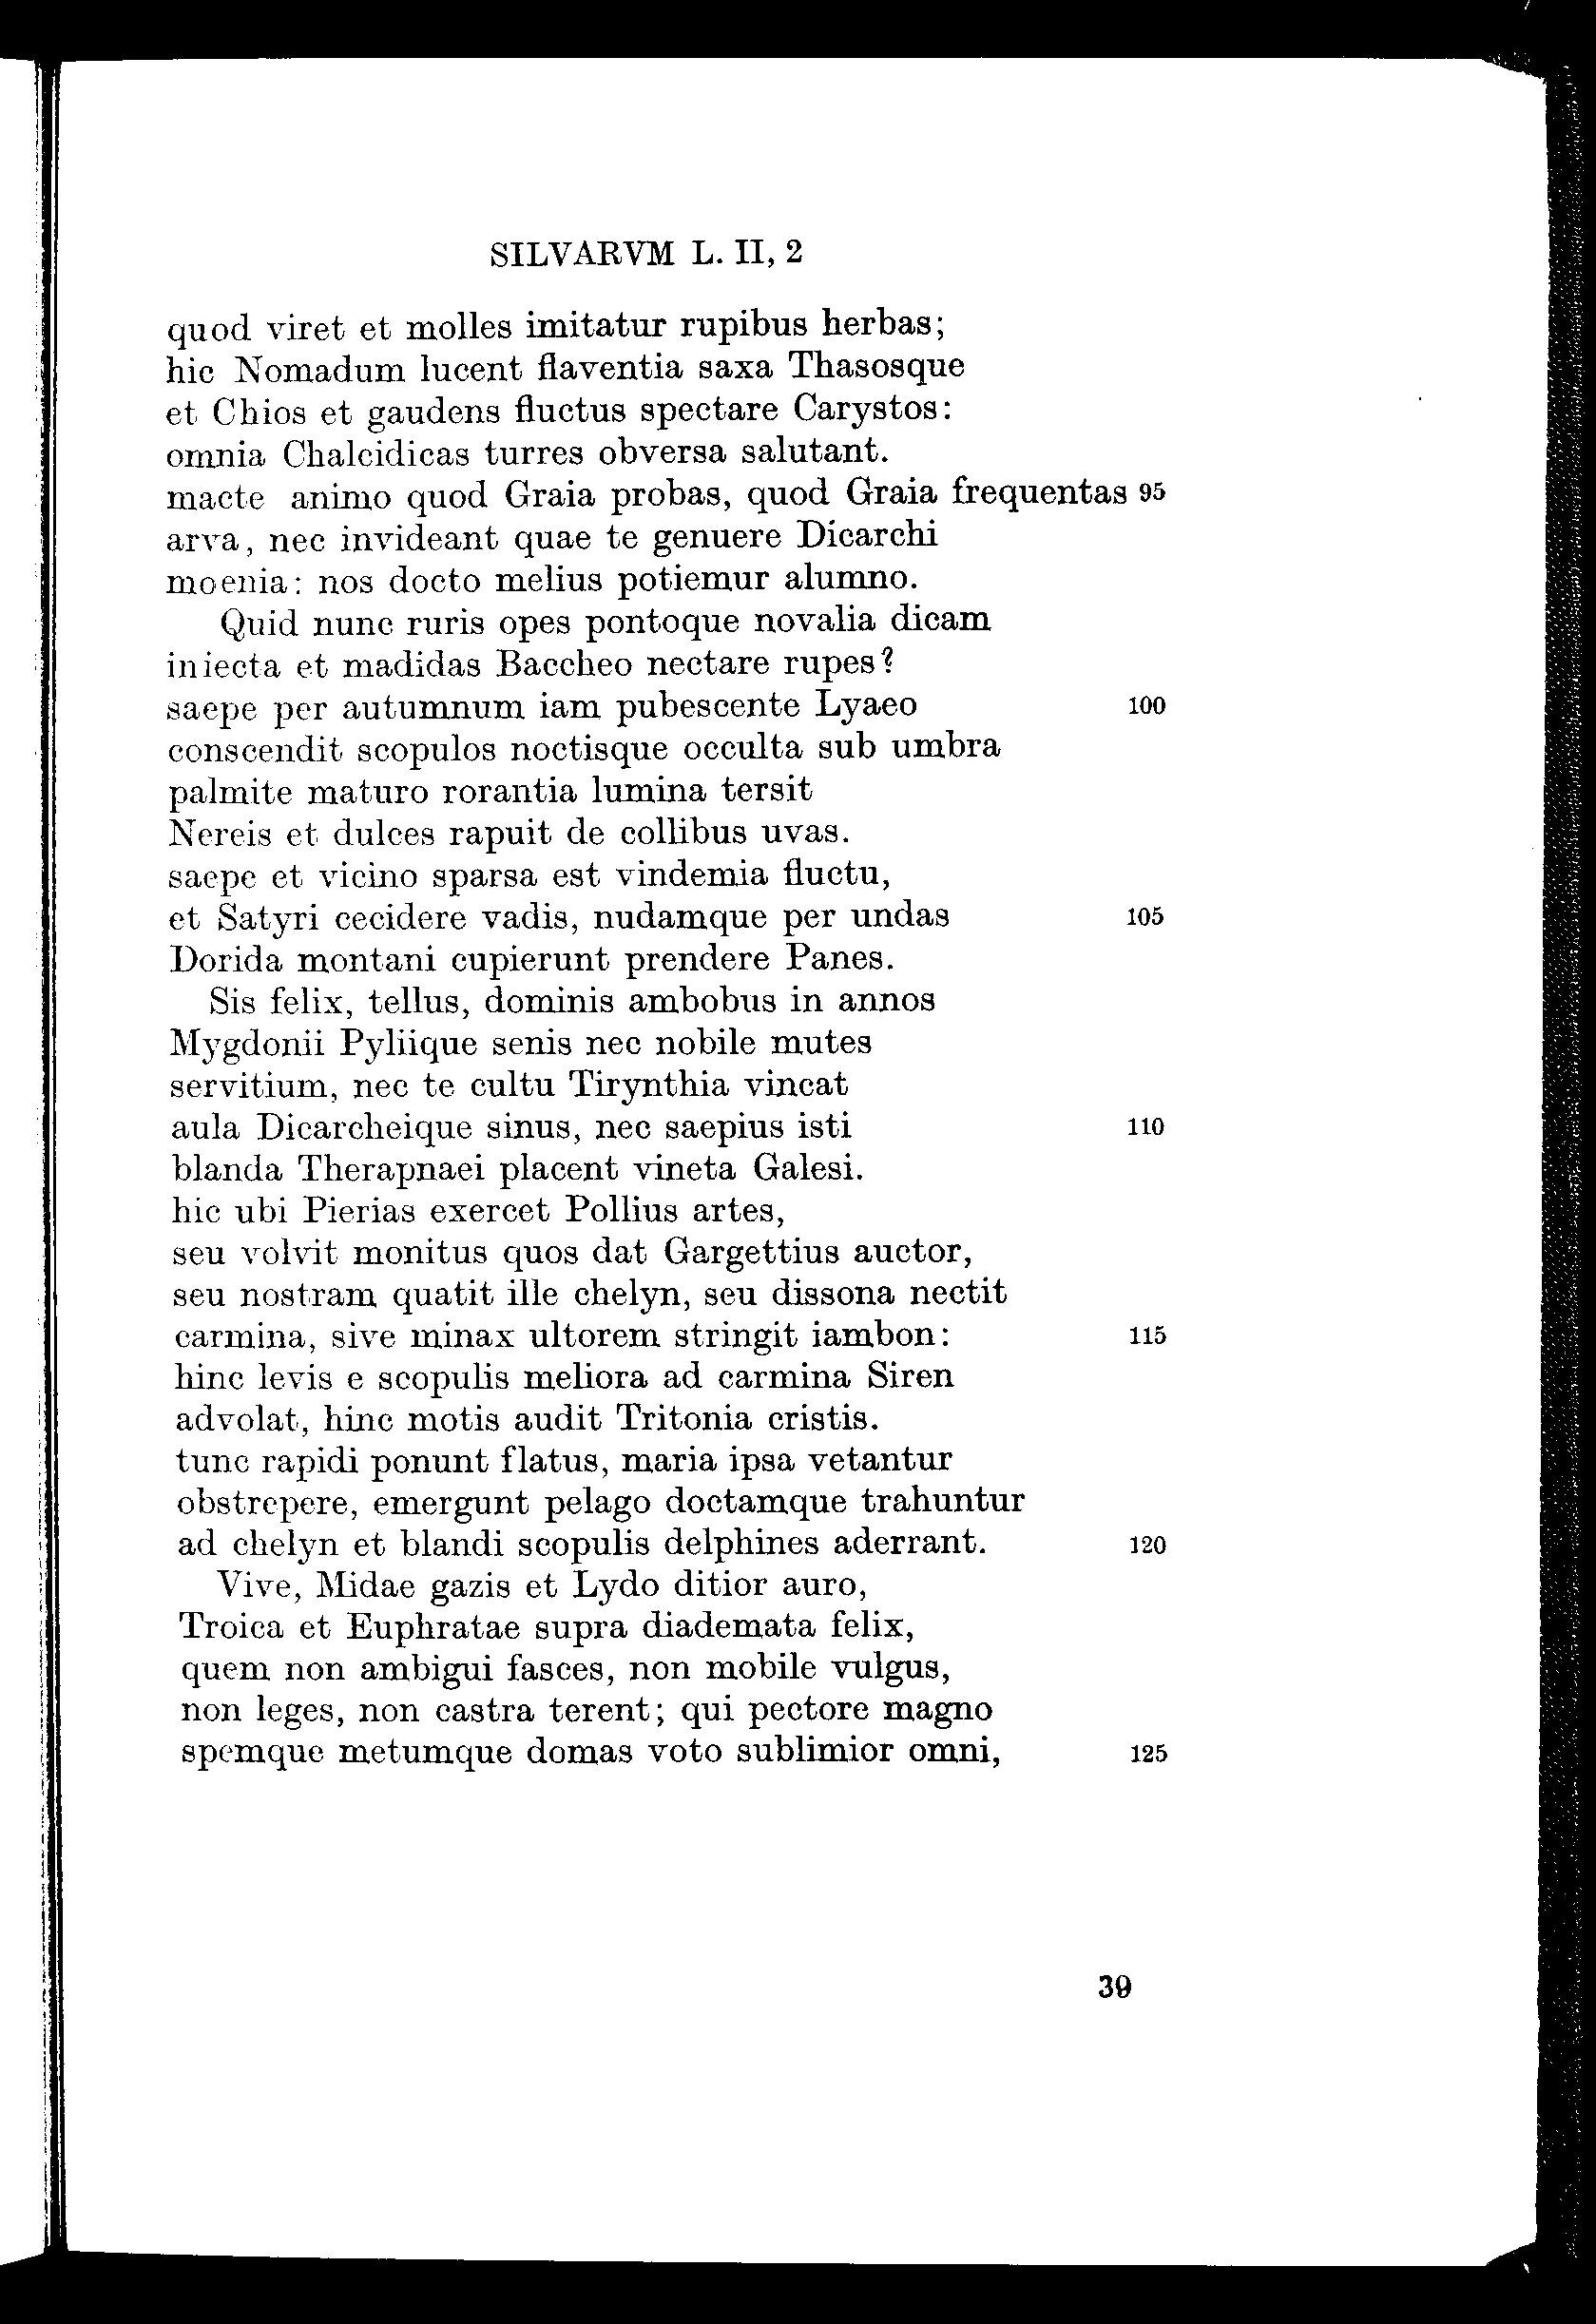 SILVARVM L. II, 2
quod viret et molles imitatur rupibus herbas;
hic Nomadum lucent flaventia saxa Thasosque
et Chios et gaudens fluctus spectare Carystos:
omnia Chalcidicas turres obversa salutant.
macte animo quod Graia probas, quod Graia frequentas 95
arva, nec invideant quae te genuere Dicarchi
moenia: nos docto melius potiemur alumno.
Quid nunc ruris opes pontoque novalia dicam
iniecta et madidas Baccheo nectare rupes?
saepe per autumnum iam pubescente Lyaeo 100
conscendit scopulos noctisque occulta sub umbra
palmite maturo rorantia lumina tersit
Nereis et dulces rapuit de collibus uvas.
saepe et vicino sparsa est vindemia fluctu,
et Satyri cecidere vadis, nudamque per undas 105
Dorida montani cupierunt prendere Panes.
Sis felix, tellus, dominis ambobus in annos
Mygdonii Pyliique senis nec nobile mutes
servitium, nec te cultu Tirynthia vincat
aula Dicarcheique sinus, nec saepius isti 110
blanda Therapnaei placent vineta Galesi.
hic ubi Pierias exercet Pollius artes,
seu volvit monitus quos dat Gargettius auctor,
seu nostram quatit ille chelyn, seu dissona nectit
carmina, sive minax ultorem stringit iambon: 115
hinc levis e scopulis meliora ad carmina Siren
advolat, hinc motis audit Tritonia cristis.
tunc rapidi ponunt flatus, maria ipsa vetantur
obstrepere, emergunt pelago doctamque trahuntur
ad chelyn et blandi scopulis delphines aderrant. 120
Vive, Midae gazis et Lydo ditior auro,
Troica et Euphratae supra diademata felix,
quem non ambigui fasces, non mobile vulgus,
non leges, non castra terent; qui pectore magno
spemque metumque domas voto sublimior omni, 125
39